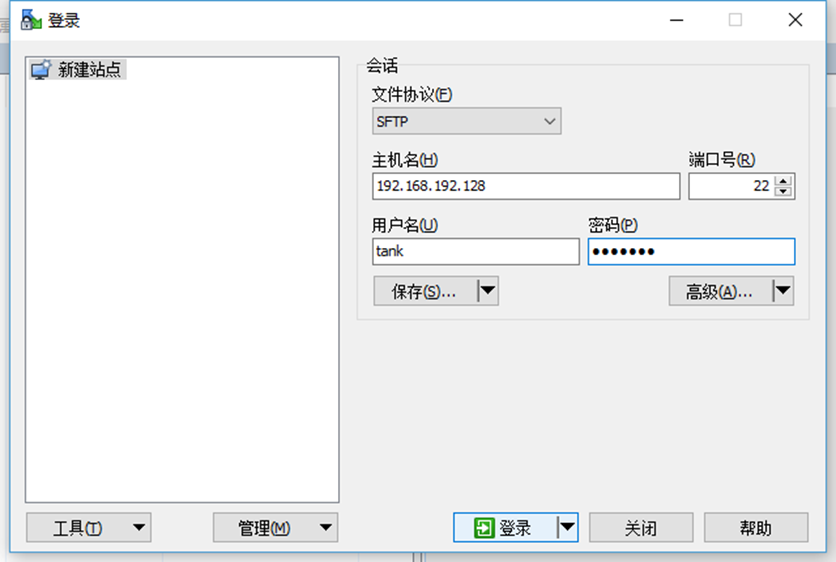 登录
新建站点
会话
文件协议(F)
SFTP
主机名(H) 端口号(R)
192.168.192.128 22
用户名(U) 密码(P)
tank •••••••
保存(S)... 高级(A)...
工具(T) 管理(M) 登录 关闭 帮助